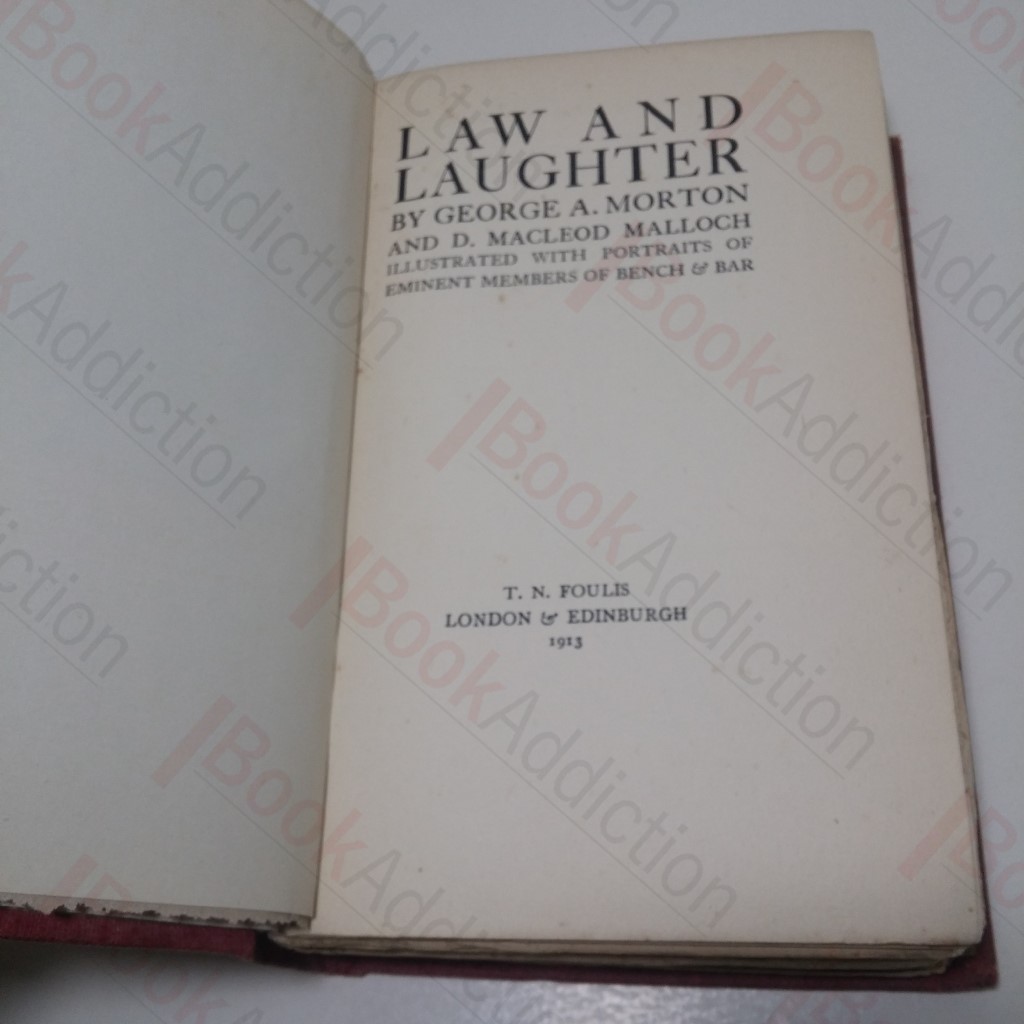 LAW AND
LAUGHTER
BY GEORGE A. MORTON
AND D. MACLEOD MALLOCH
ILLUSTRATED WITH PORTRAITS OF
EMINENT MEMBERS OF BENCH & BAR
T. N. FOULIS
LONDON & EDINBURGH
1913
BookAddiction